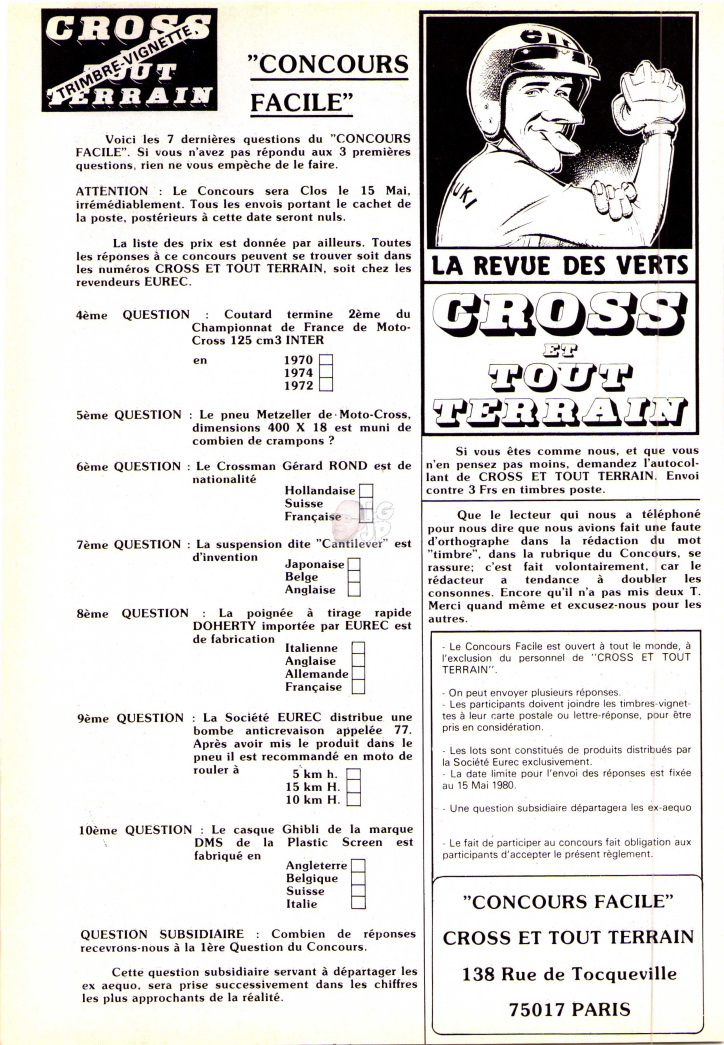 CROSS
TIMBRE-VIGNETTE
TOUT
TERRAIN
"CONCOURS
FACILE"
Voici les 7 dernières questions du "CONCOURS
FACILE". Si vous n'avez pas répondu aux 3 premières
questions, rien ne vous empèche de le faire.
ATTENTION : Le Concours sera Clos le 15 Mai,
irrémédiablement. Tous les envois portant le cachet de
la poste, postérieurs à cette date seront nuls.
La liste des prix est donnée par ailleurs. Toutes
les réponses à ce concours peuvent se trouver soit dans
les numéros CROSS ET TOUT TERRAIN, soit chez les
revendeurs EUREC.
4ème QUESTION : Coutard termine 2ème du
Championnat de France de Moto-
Cross 125 cm3 INTER
en 1970
1974
1972
5ème QUESTION : Le pneu Metzeller de Moto-Cross,
dimensions 400 X 18 est muni de
combien de crampons ?
6ème QUESTION : Le Crossman Gérard ROND est de
nationalité
Hollandaise
Suisse
Française
7ème QUESTION : La suspension dite "Cantilever" est
d'invention
Japonaise
Belge
Anglaise
8ème QUESTION : La poignée à tirage rapide
DOHERTY importée par EUREC est
de fabrication
Italienne
Anglaise
Allemande
Française
9ème QUESTION : La Société EUREC distribue une
bombe anticrevaison appelée 77.
Après avoir mis le produit dans le
pneu il est recommandé en moto de
rouler à
5 km h.
15 km H.
10 km H.
10ème QUESTION : Le casque Ghibli de la marque
DMS de la Plastic Screen est
fabriqué en
Angleterre
Belgique
Suisse
Italie
QUESTION SUBSIDIAIRE : Combien de réponses
recevrons-nous à la 1ère Question du Concours.
Cette question subsidiaire servant à départager les
ex aequo, sera prise successivement dans les chiffres
les plus approchants de la réalité.
elf
UKI
LA REVUE DES VERTS
CROSS
ET
TOUT
TERRAIN
Si vous êtes comme nous, et que vous
n'en pensez pas moins, demandez l'autocol-
lant de CROSS ET TOUT TERRAIN. Envoi
contre 3 Frs en timbres poste.
Que le lecteur qui nous a téléphoné
pour nous dire que nous avions fait une faute
d'orthographe dans la rédaction du mot
"timbre", dans la rubrique du Concours, se
rassure; c'est fait volontairement, car le
rédacteur a tendance à doubler les
consonnes. Encore qu'il n'a pas mis deux T.
Merci quand même et excusez-nous pour les
autres.
- Le Concours Facile est ouvert à tout le monde, à
l'exclusion du personnel de "CROSS ET TOUT
TERRAIN".
- On peut envoyer plusieurs réponses.
- Les participants doivent joindre les timbres-vignet-
tes à leur carte postale ou lettre-réponse, pour être
pris en considération.
- Les lots sont constitués de produits distribués par
la Société Eurec exclusivement.
- La date limite pour l'envoi des réponses est fixée
au 15 Mai 1980.
- Une question subsidiaire départagera les ex-aequo
- Le fait de participer au concours fait obligation aux
participants d'accepter le présent règlement.
"CONCOURS FACILE"
CROSS ET TOUT TERRAIN
138 Rue de Tocqueville
75017 PARIS